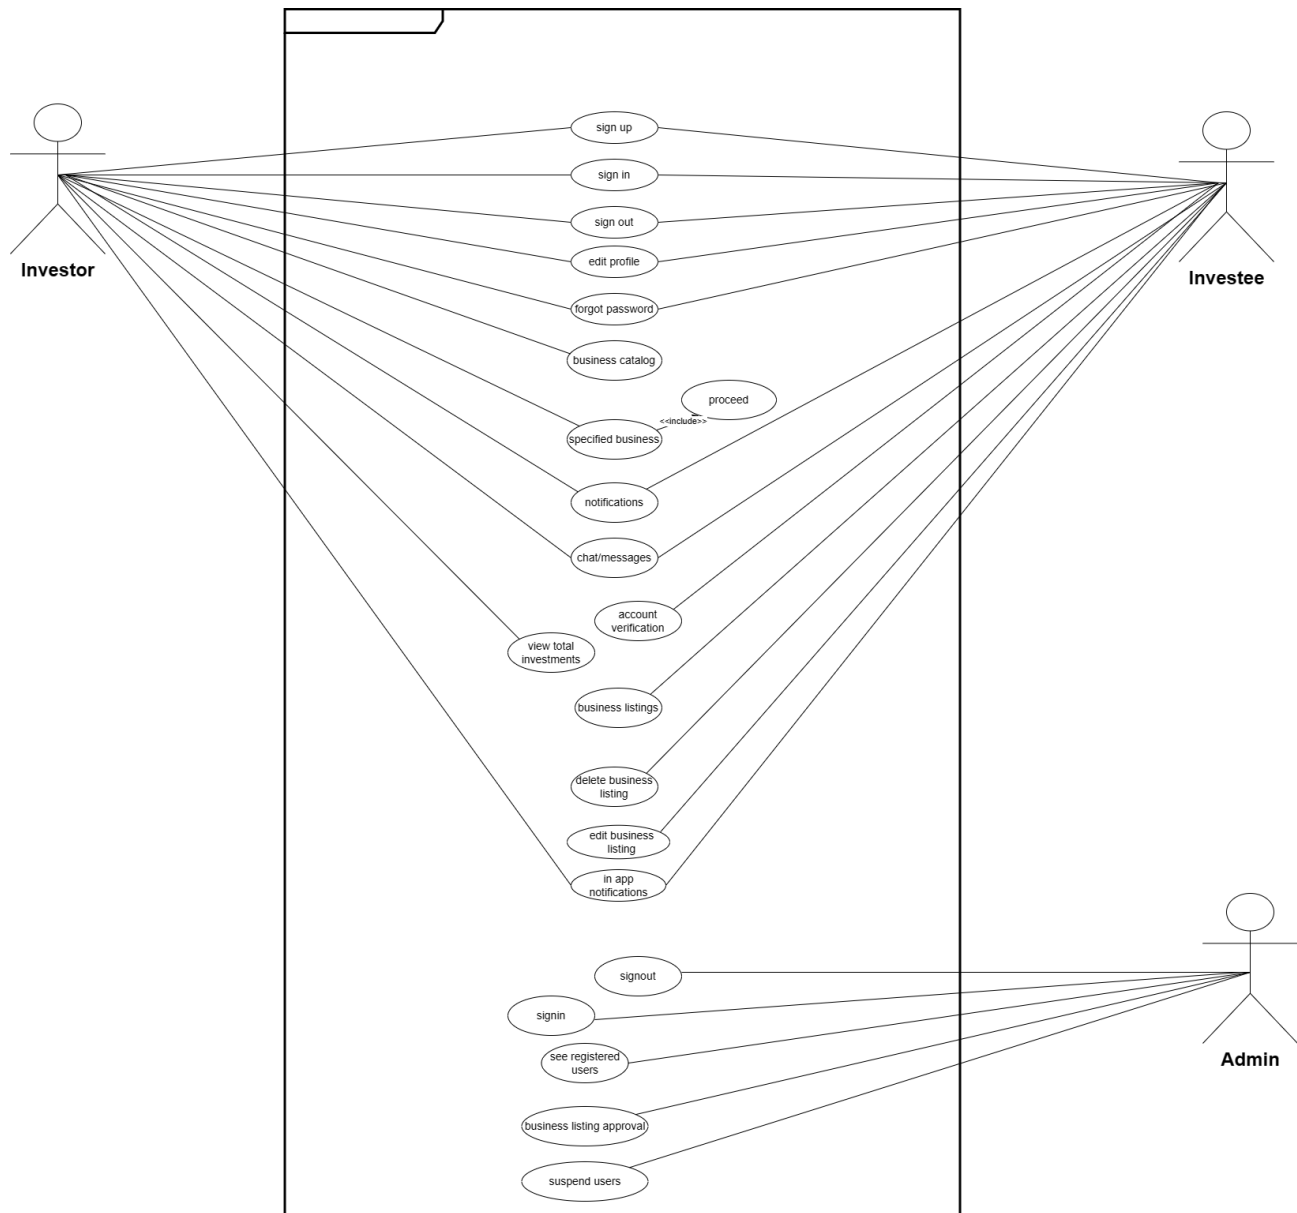 sign up
sign in
sign out
Investor
edit profile
Investee
forgot password
business catalog
proceed
<<include>>
specified business
notifications
chat/messages
account
verification
view total
investments
business listings
delete business
listing
edit business
listing
in app
notifications
signout
signin
see registered
users
Admin
business listing approval
suspend users